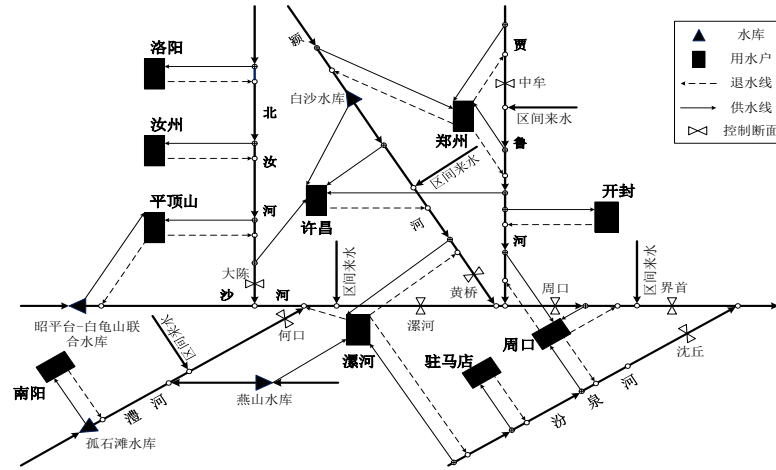 洛阳
颍
贾
水库
用水户
退水线
供水线
控制断面
中牟
白沙水库
北
区间来水
郑州
汝州
汝
鲁
区间来水
平顶山
开封
许昌
河
河
河
大陈
区间来水
黄桥
区间来水
沙
河
周口
界首
昭平台-白龟山联
合水库
区间来水
何口
漯河
漯河
驻马店
周口
沈丘
南阳
澧
河
燕山水库
汾
泉
河
孤石滩水库